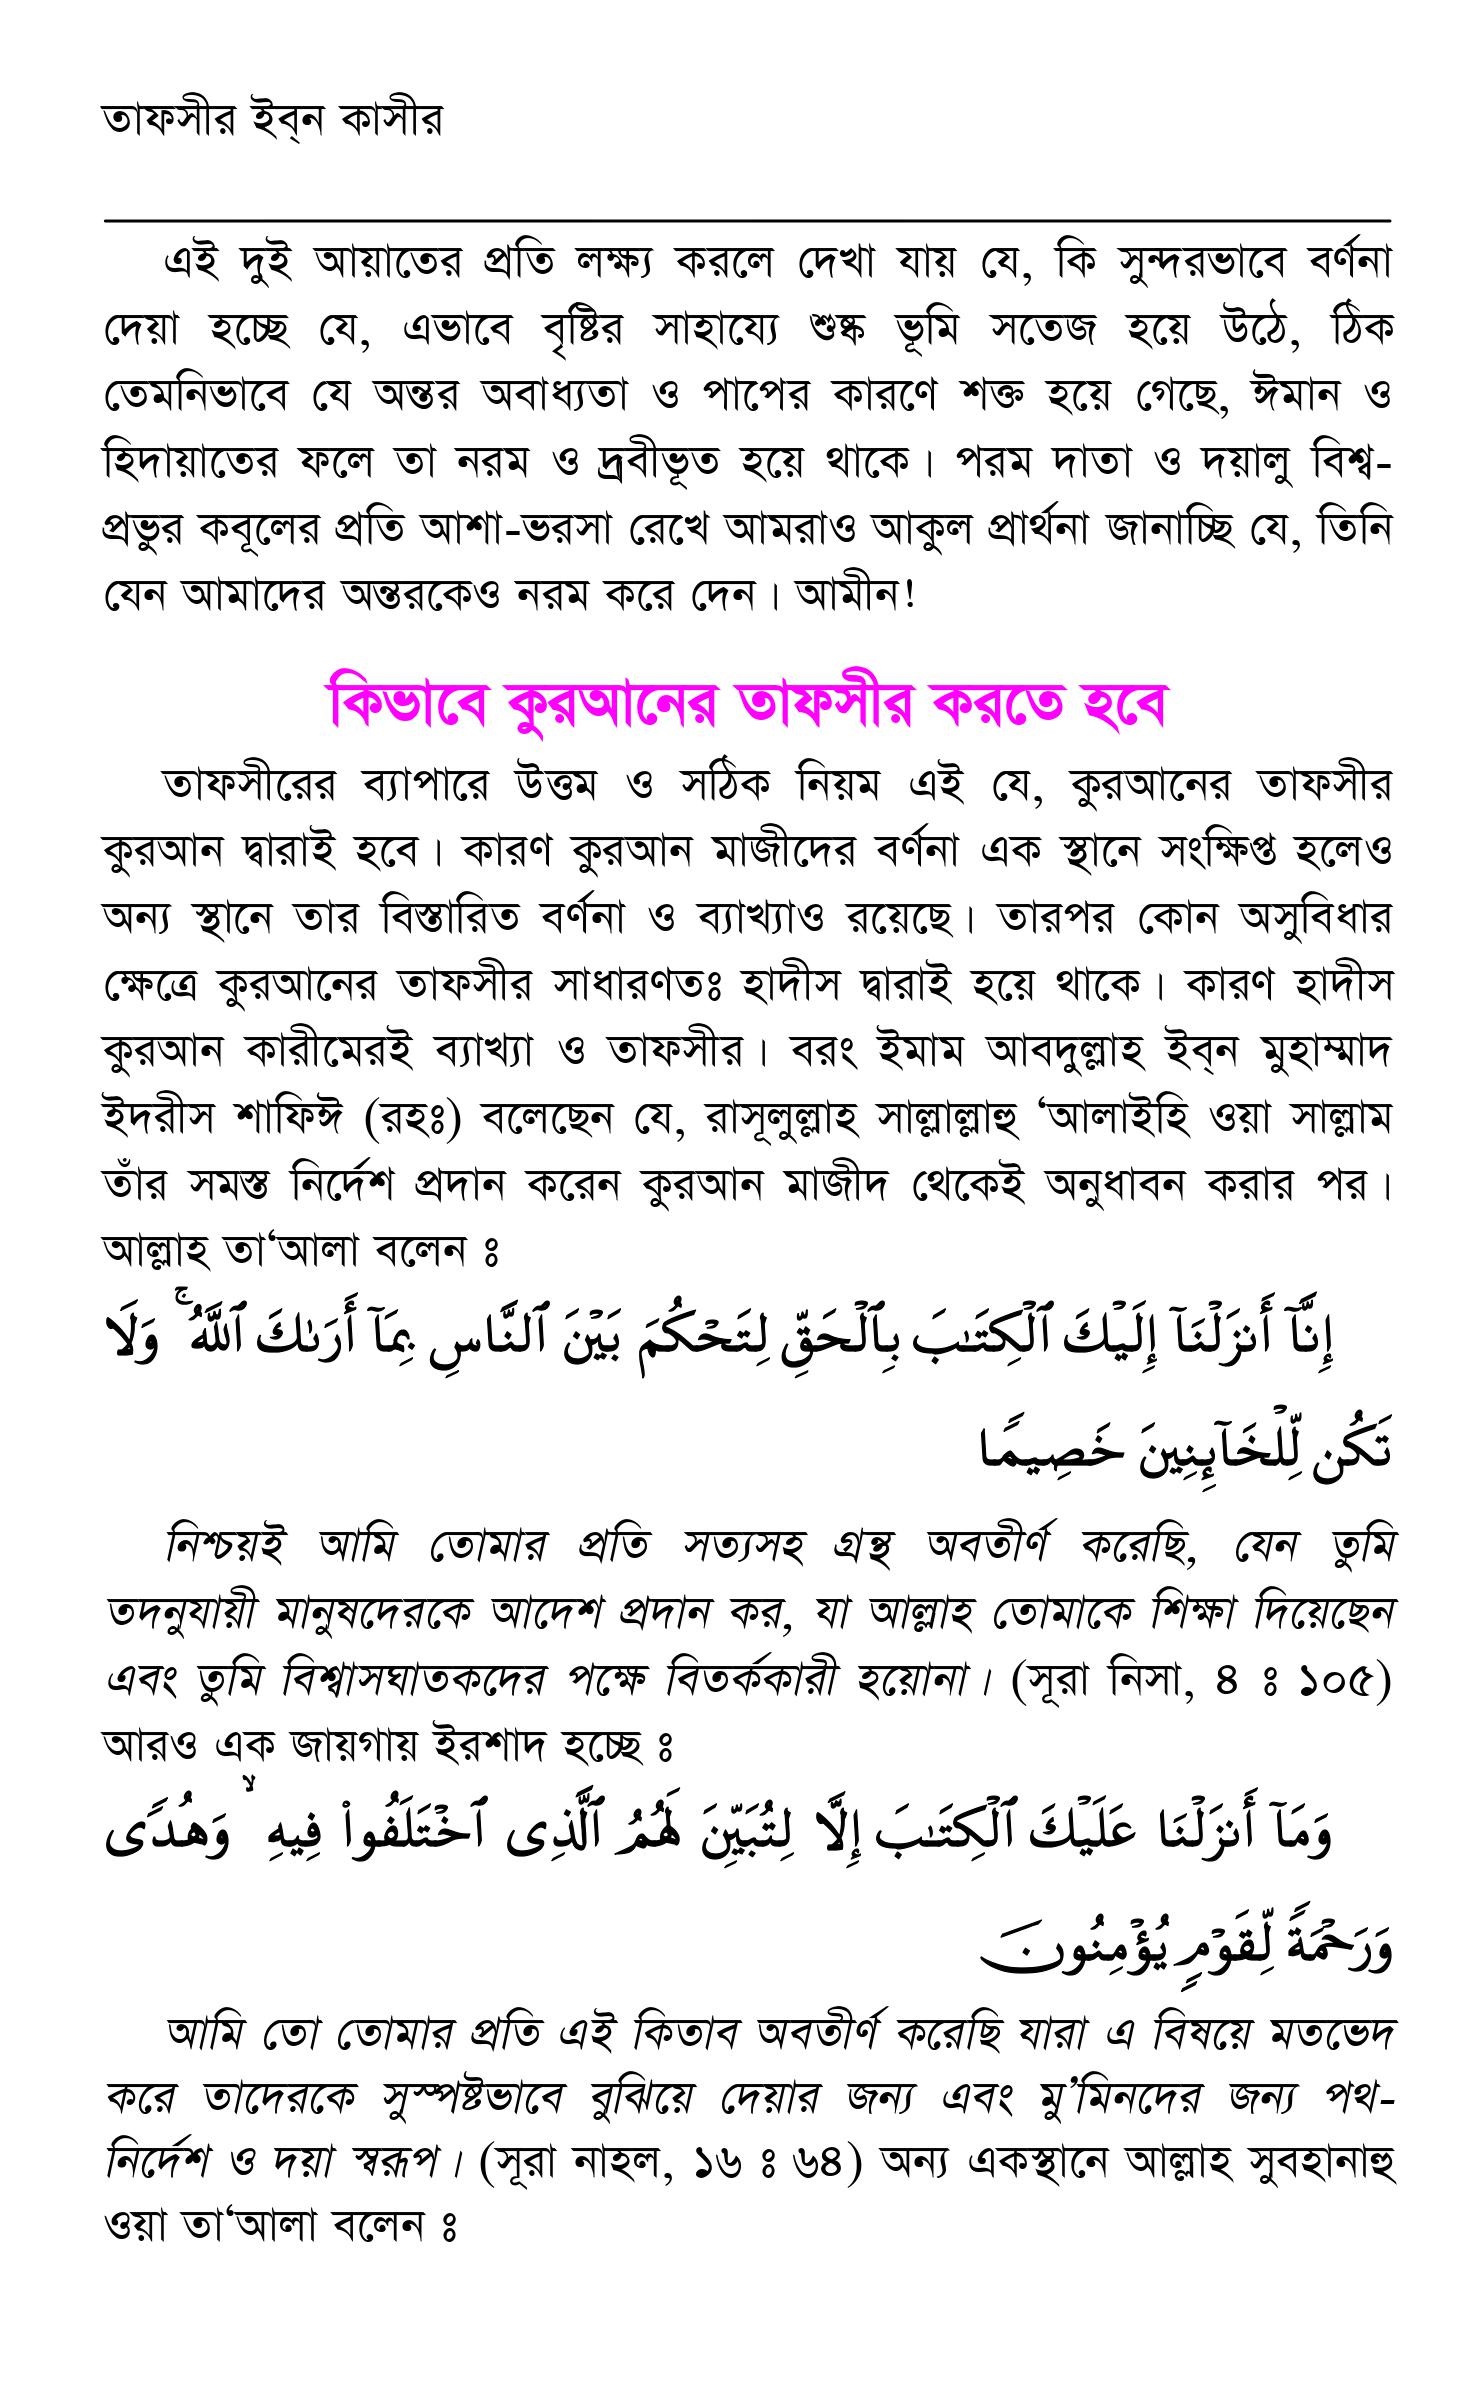 তাফসীর ইব্‌ন কাসীর
এই দুই আয়াতের প্রতি লক্ষ্য করলে দেখা যায় যে, কি সুন্দরভাবে বর্ণনা
দেয়া হচ্ছে যে, এভাবে বৃষ্টির সাহায্যে শুষ্ক ভূমি সতেজ হয়ে উঠে, ঠিক
তেমনিভাবে যে অন্তর অবাধ্যতা ও পাপের কারণে শক্ত হয়ে গেছে, ঈমান ও
হিদায়াতের ফলে তা নরম ও দ্রবীভূত হয়ে থাকে। পরম দাতা ও দয়ালু বিশ্ব-
প্রভুর কবূলের প্রতি আশা-ভরসা রেখে আমরাও আকুল প্রার্থনা জানাচ্ছি যে, তিনি
যেন আমাদের অন্তরকেও নরম করে দেন। আমীন!
কিভাবে কুরআনের তাফসীর করতে হবে
তাফসীরের ব্যাপারে উত্তম ও সঠিক নিয়ম এই যে, কুরআনের তাফসীর
কুরআন দ্বারাই হবে। কারণ কুরআন মাজীদের বর্ণনা এক স্থানে সংক্ষিপ্ত হলেও
অন্য স্থানে তার বিস্তারিত বর্ণনা ও ব্যাখ্যাও রয়েছে। তারপর কোন অসুবিধার
ক্ষেত্রে কুরআনের তাফসীর সাধারণতঃ হাদীস দ্বারাই হয়ে থাকে। কারণ হাদীস
কুরআন কারীমেরই ব্যাখ্যা ও তাফসীর। বরং ইমাম আবদুল্লাহ ইব্‌ন মুহাম্মাদ
ইদরীস শাফিঈ (রহঃ) বলেছেন যে, রাসূলুল্লাহ সাল্লাল্লাহু ‘আলাইহি ওয়া সাল্লাম
তাঁর সমস্ত নির্দেশ প্রদান করেন কুরআন মাজীদ থেকেই অনুধাবন করার পর।
আল্লাহ তা‘আলা বলেন ঃ
إِنَّآ أَنزَلْنَآ إِلَيْكَ ٱلْكِتَـٰبَ بِٱلْحَقِّ لِتَحْكُمَ بَيْنَ ٱلنَّاسِ بِمَآ أَرَىٰكَ ٱللَّهُ ۚ وَلَا
تَكُن لِّلْخَآئِنِينَ خَصِيمًا
নিশ্চয়ই আমি তোমার প্রতি সত্যসহ গ্রন্থ অবতীর্ণ করেছি, যেন তুমি
তদনুযায়ী মানুষদেরকে আদেশ প্রদান কর, যা আল্লাহ তোমাকে শিক্ষা দিয়েছেন
এবং তুমি বিশ্বাসঘাতকদের পক্ষে বিতর্ককারী হয়োনা। (সূরা নিসা, ৪ ঃ ১০৫)
আরও এক জায়গায় ইরশাদ হচ্ছে ঃ
وَمَآ أَنزَلْنَا عَلَيْكَ ٱلْكِتَـٰبَ إِلَّا لِتُبَيِّنَ لَهُمُ ٱلَّذِى ٱخْتَلَفُوا۟ فِيهِ ۙ وَهُدًى
وَرَحْمَةً لِّقَوْمٍ يُؤْمِنُونَ
আমি তো তোমার প্রতি এই কিতাব অবতীর্ণ করেছি যারা এ বিষয়ে মতভেদ
করে তাদেরকে সুস্পষ্টভাবে বুঝিয়ে দেয়ার জন্য এবং মু’মিনদের জন্য পথ-
নির্দেশ ও দয়া স্বরূপ। (সূরা নাহল, ১৬ ঃ ৬৪) অন্য একস্থানে আল্লাহ সুবহানাহু
ওয়া তা‘আলা বলেন ঃ